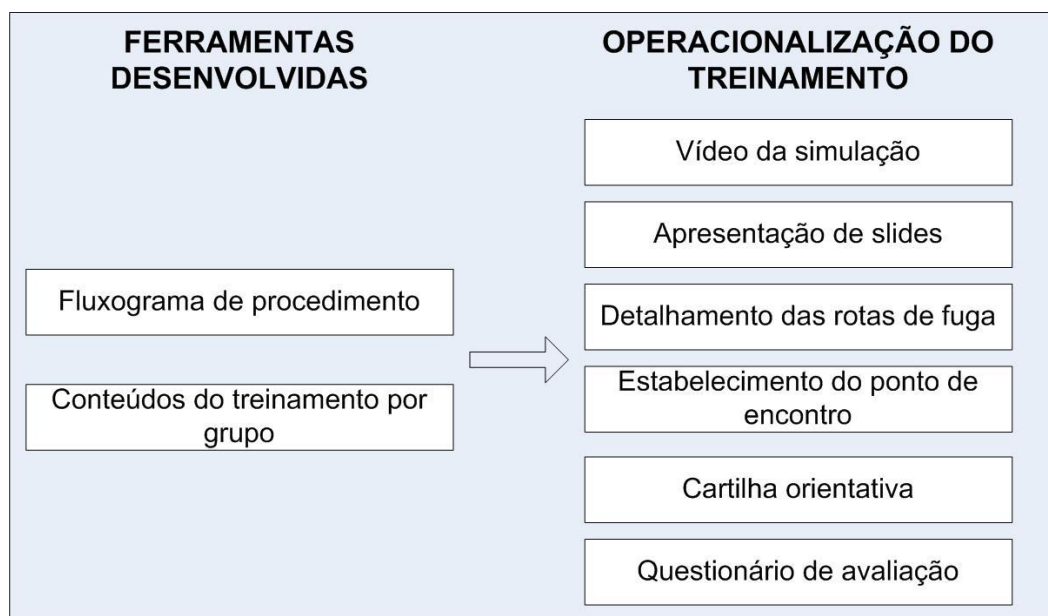 FERRAMENTAS
DESENVOLVIDAS
Fluxograma de procedimento
Conteúdos do treinamento por
grupo
OPERACIONALIZAÇÃO DO
TREINAMENTO
Vídeo da simulação
Apresentação de slides
Detalhamento das rotas de fuga
Estabelecimento do ponto de
encontro
Cartilha orientativa
Questionário de avaliação